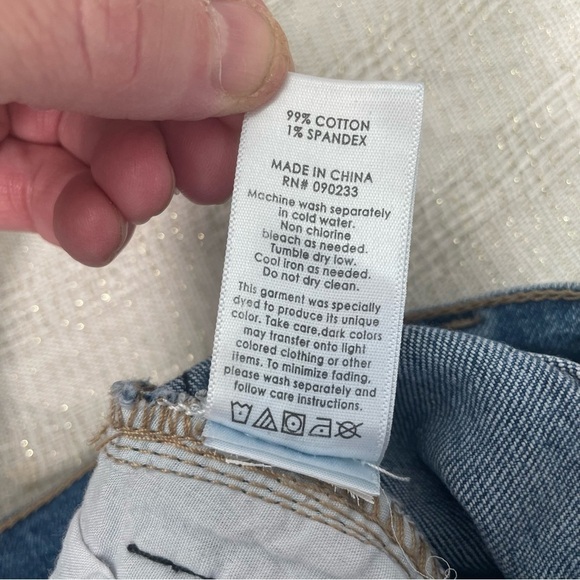 99% COTTON
1% SPANDEX
MADE IN CHINA
RN# 090233
Machine wash separately
in cold water.
Non chlorine
bleach as needed.
Tumble dry low.
Cool iron as needed.
Do not dry clean.
This garment was specially
dyed to produce its unique
color. Take care,dark colors
may transfer onto light
colored clothing or other
items. To minimize fading,
please wash separately and
follow care instructions.